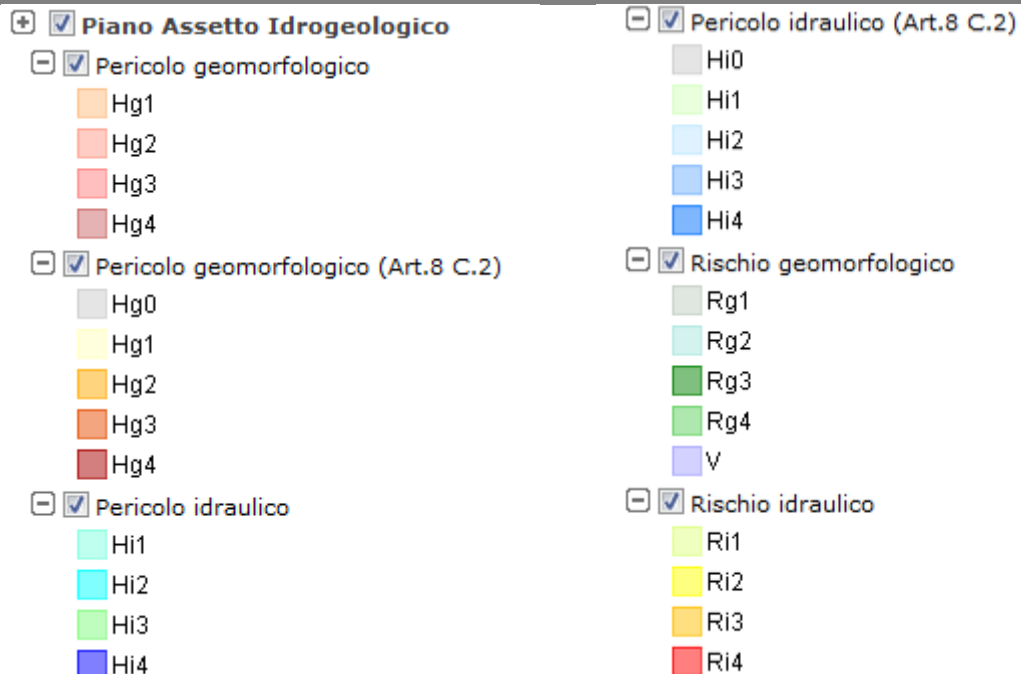 Piano Assetto Idrogeologico
Pericolo geomorfologico
Hg1
Hg2
Hg3
Hg4
Pericolo geomorfologico (Art.8 C.2)
Hg0
Hg1
Hg2
Hg3
Hg4
Pericolo idraulico
Hi1
Hi2
Hi3
Hi4
Pericolo idraulico (Art.8 C.2)
Hi0
Hi1
Hi2
Hi3
Hi4
Rischio geomorfologico
Rg1
Rg2
Rg3
Rg4
V
Rischio idraulico
Ri1
Ri2
Ri3
Ri4